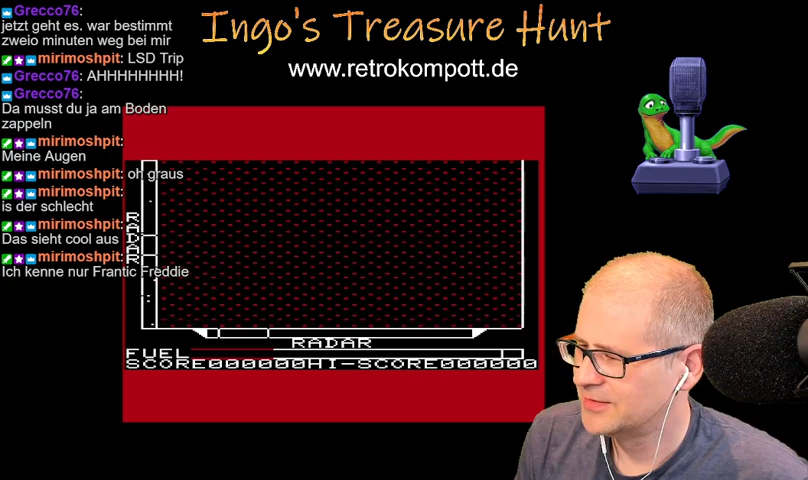 Grecco76:
jetzt geht es. war bestimmt
zweio minuten weg bei mir
mirimoshpit: LSD Trip
Grecco76: AHHHHHHHH!
Grecco76:
Da musst du ja am Boden
zappeln
mirimoshpit:
Meine Augen
mirimoshpit: oh graus
mirimoshpit:
is der schlecht
mirimoshpit:
Das sieht cool aus
mirimoshpit:
Ich kenne nur Frantic Freddie
Ingo's Treasure Hunt
www.retrokompott.de
RADAR
RADAR
FUEL
SCORE000000HI-SCORE000000